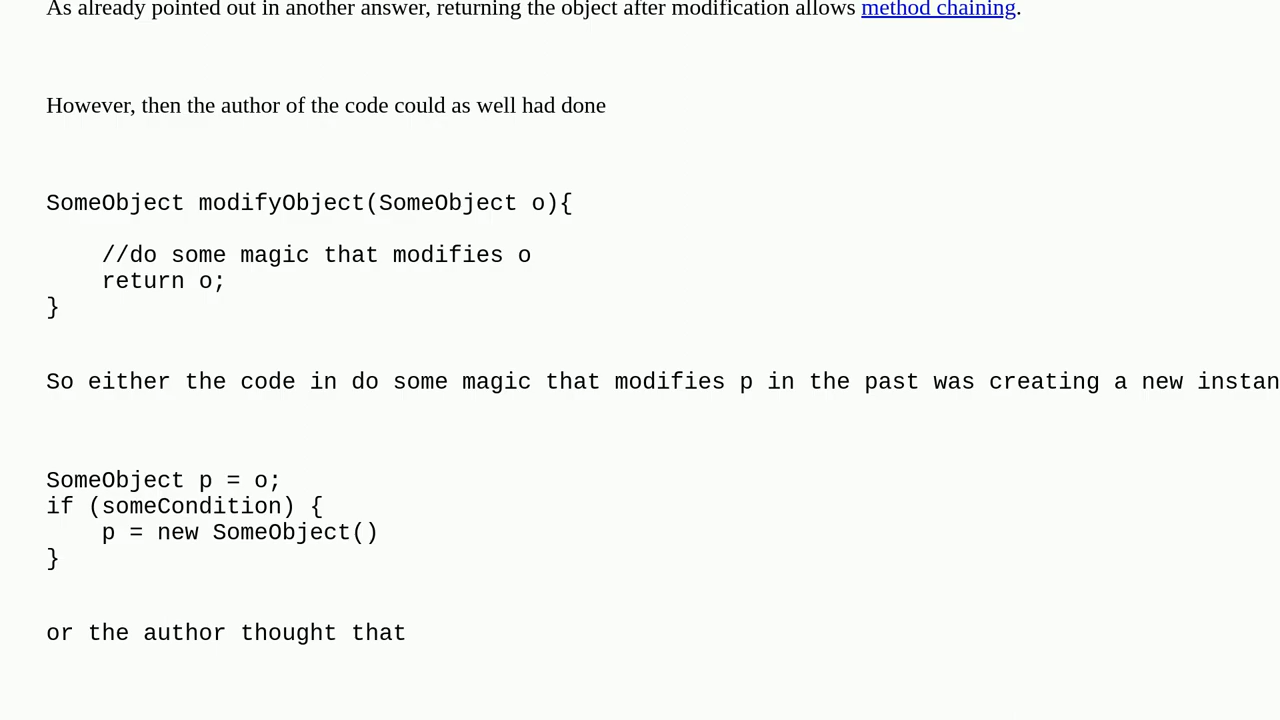 As already pointed out in another answer, returning the object after modification allows method chaining.
However, then the author of the code could as well had done
SomeObject modifyObject(SomeObject o){
    //do some magic that modifies o
    return o;
}
So either the code in do some magic that modifies p in the past was creating a new instan
SomeObject p = o;
if (someCondition) {
    p = new SomeObject()
}
or the author thought that